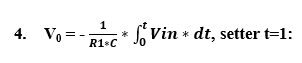 4. V₀ = - 1/(R1*C) * ∫₀ᵗ Vin * dt, setter t=1: